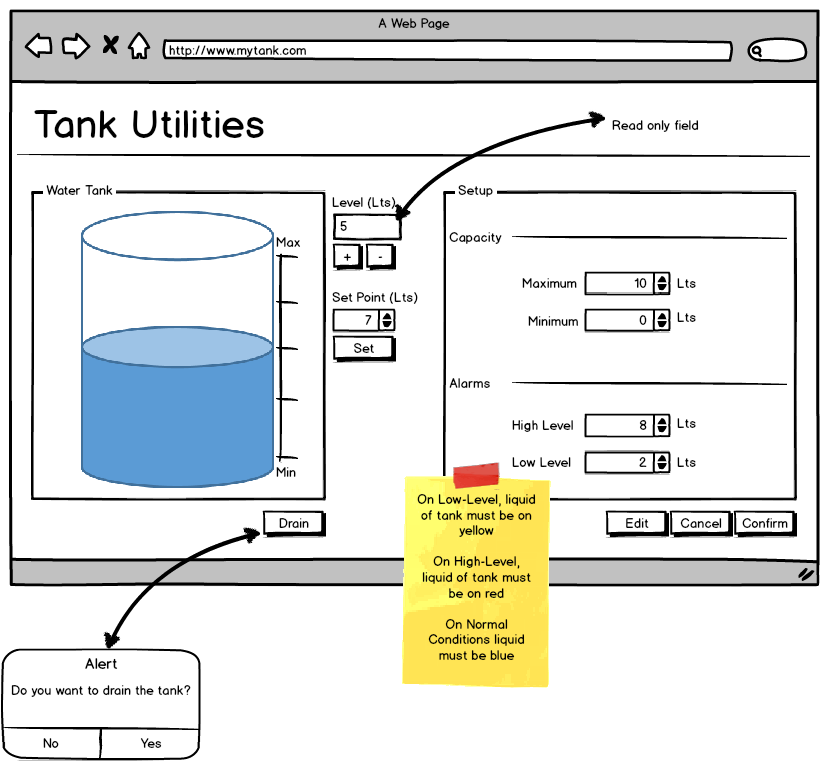 A Web Page
http://www.mytank.com
Tank Utilities
Read only field
Water Tank
Max
Min
Level (Lts)
5
+ -
Set Point (Lts)
7
Set
Setup
Capacity
Maximum 10 Lts
Minimum 0 Lts
Alarms
High Level 8 Lts
Low Level 2 Lts
Drain
Edit Cancel Confirm
On Low-Level, liquid
of tank must be on
yellow
On High-Level,
liquid of tank must
be on red
On Normal
Conditions liquid
must be blue
Alert
Do you want to drain the tank?
No Yes